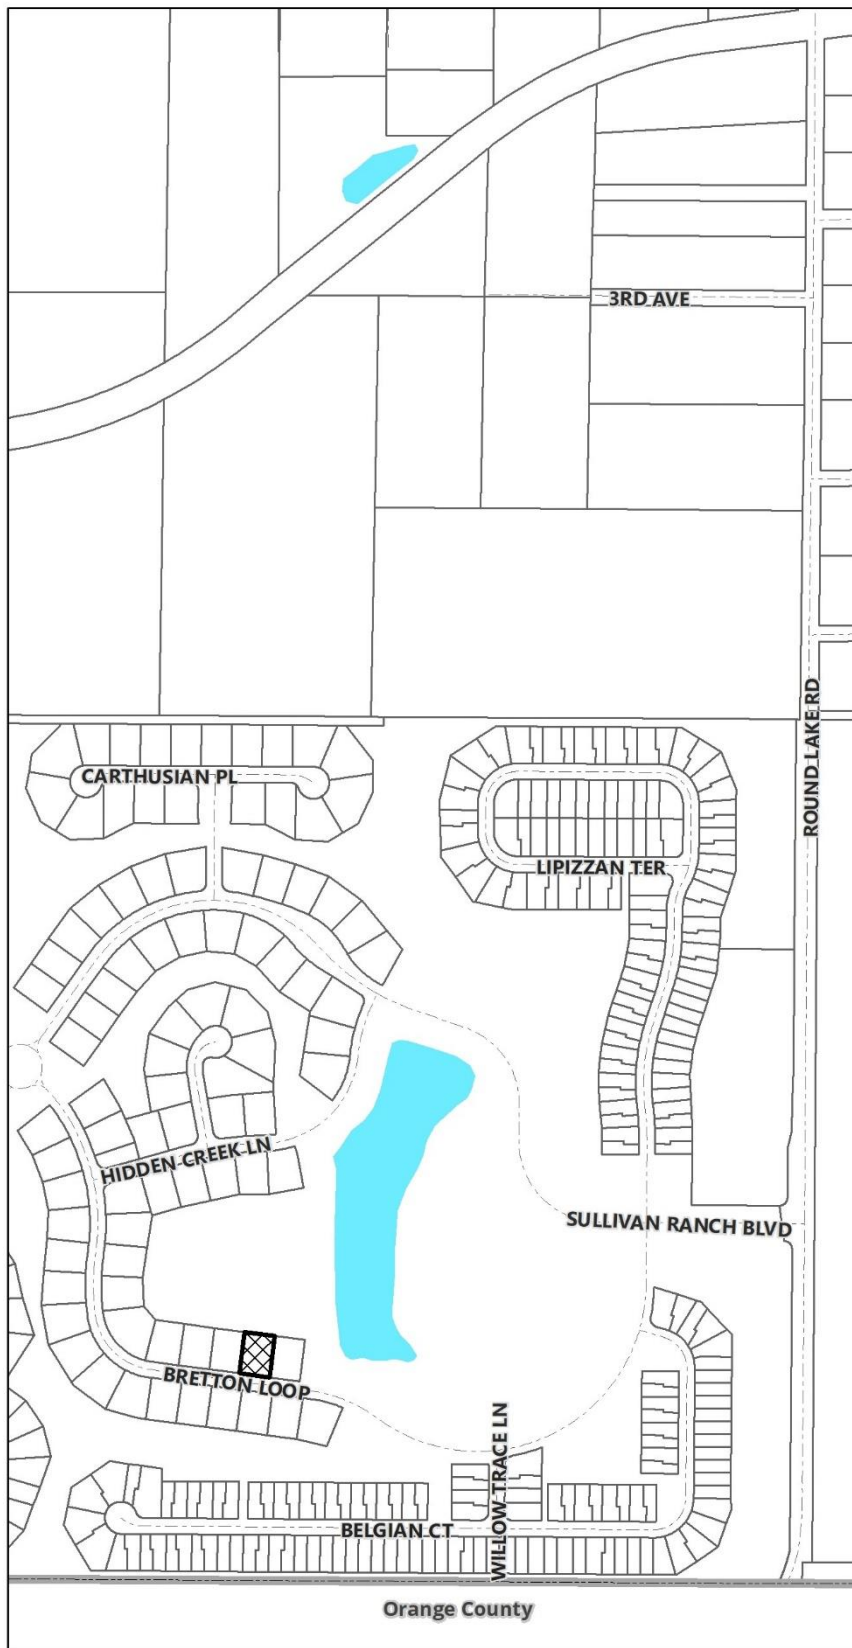 3RD AVE
ROUND LAKE RD
CARTHUSIAN PL
LIPIZZAN TER
HIDDEN CREEK LN
SULLIVAN RANCH BLVD
BRETTON LOOP
WILLOW TRACE LN
BELGIAN CT
Orange County